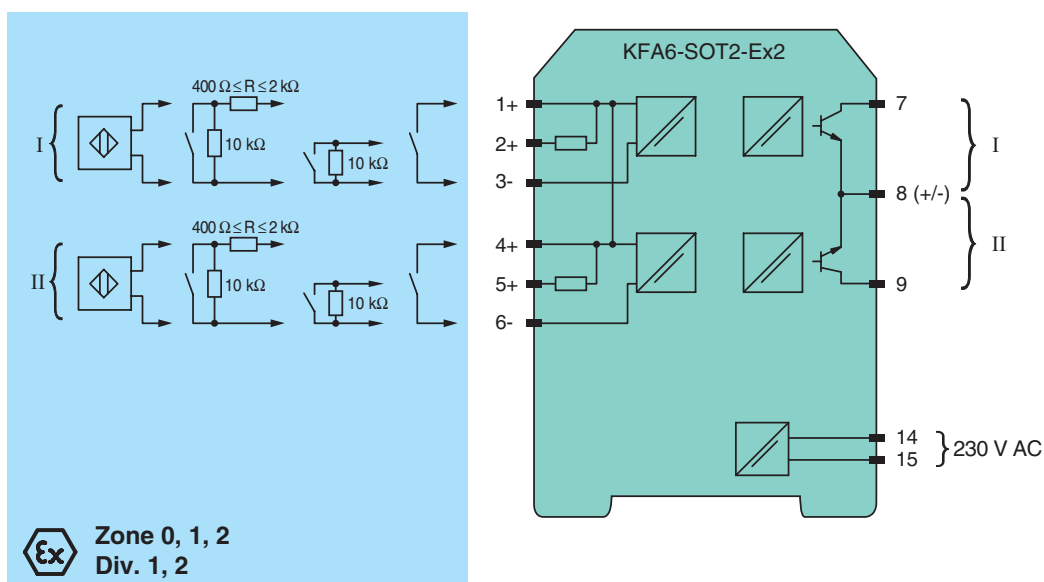 KFA6-SOT2-Ex2
400 Ω ≤ R ≤ 2 kΩ
I
10 kΩ
10 kΩ
400 Ω ≤ R ≤ 2 kΩ
II
10 kΩ
10 kΩ
1+
2+
3-
4+
5+
6-
7
I
8 (+/-)
II
9
14
15
230 V AC
Ex
Zone 0, 1, 2
Div. 1, 2